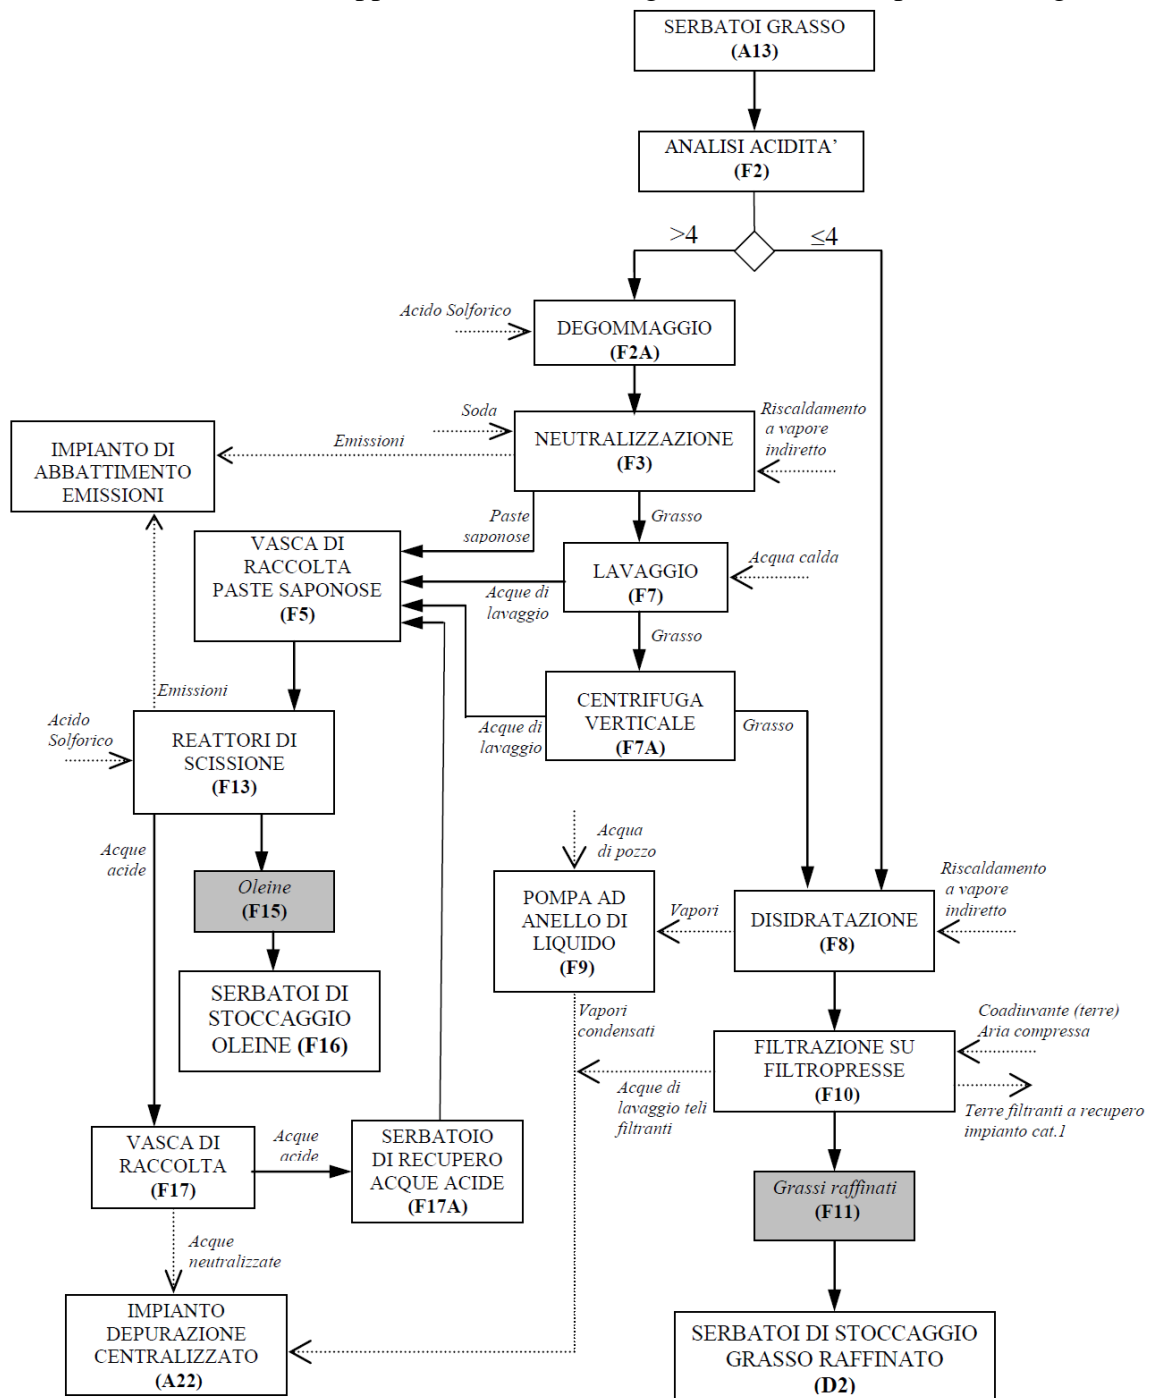 SERBATOI GRASSO
(A13)
ANALISI ACIDITA’
(F2)
>4
≤4
Acido Solforico
DEGOMMAGGIO
(F2A)
Soda
Riscaldamento
a vapore
indiretto
NEUTRALIZZAZIONE
(F3)
Emissioni
IMPIANTO DI
ABBATTIMENTO
EMISSIONI
Paste
saponose
Grasso
VASCA DI
RACCOLTA
PASTE SAPONOSE
(F5)
LAVAGGIO
(F7)
Acqua calda
Acque di
lavaggio
Grasso
CENTRIFUGA
VERTICALE
(F7A)
Acque di
lavaggio
Grasso
Emissioni
Acido
Solforico
REATTORI DI
SCISSIONE
(F13)
Acque
acide
Acqua
di pozzo
Oleine
(F15)
POMPA AD
ANELLO DI
LIQUIDO
(F9)
Vapori
DISIDRATAZIONE
(F8)
Riscaldamento
a vapore
indiretto
SERBATOI DI
STOCCAGGIO
OLEINE (F16)
Vapori
condensati
Coadiuvante (terre)
Aria compressa
FILTRAZIONE SU
FILTROPRESSE
(F10)
Acque di
lavaggio teli
filtranti
Terre filtranti a recupero
impianto cat.1
VASCA DI
RACCOLTA
(F17)
Acque
acide
SERBATOIO
DI RECUPERO
ACQUE ACIDE
(F17A)
Grassi raffinati
(F11)
Acque
neutralizzate
IMPIANTO
DEPURAZIONE
CENTRALIZZATO
(A22)
SERBATOI DI STOCCAGGIO
GRASSO RAFFINATO
(D2)